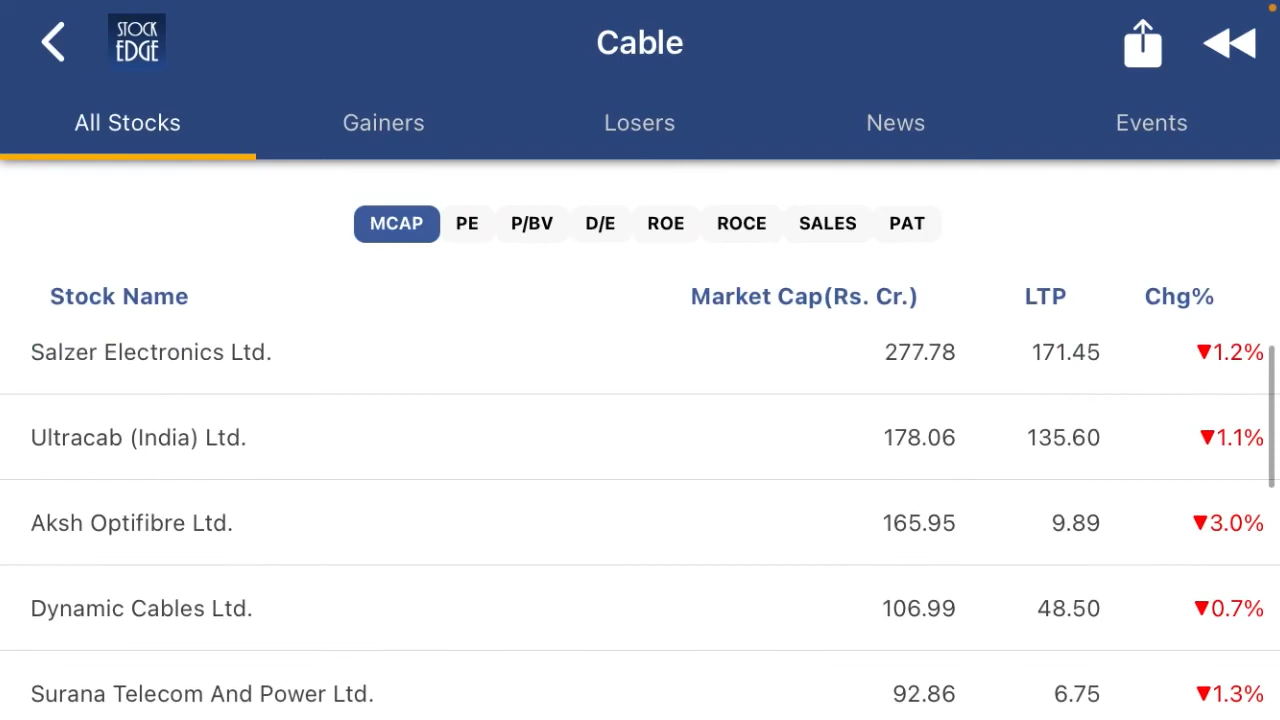 STOCK EDGE
Cable
All Stocks Gainers Losers News Events
MCAP PE P/BV D/E ROE ROCE SALES PAT
Stock Name Market Cap(Rs. Cr.) LTP Chg%
Salzer Electronics Ltd. 277.78 171.45 ▼1.2%
Ultracab (India) Ltd. 178.06 135.60 ▼1.1%
Aksh Optifibre Ltd. 165.95 9.89 ▼3.0%
Dynamic Cables Ltd. 106.99 48.50 ▼0.7%
Surana Telecom And Power Ltd. 92.86 6.75 ▼1.3%